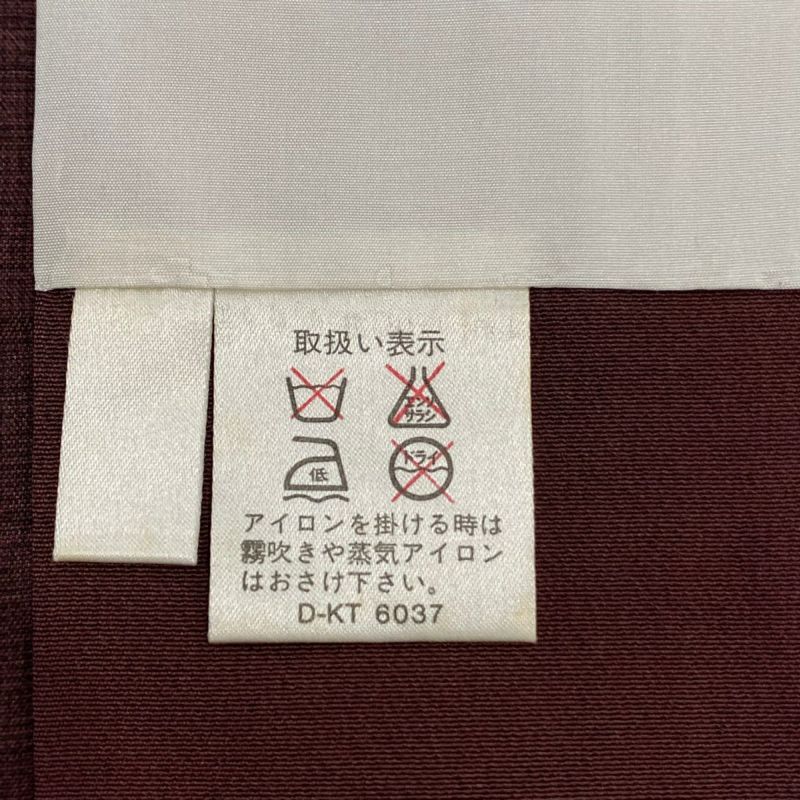 取扱い表示
エンソ
サラシ
低
ドライ
アイロンを掛ける時は
霧吹きや蒸気アイロン
はおさけ下さい。
D-KT 6037